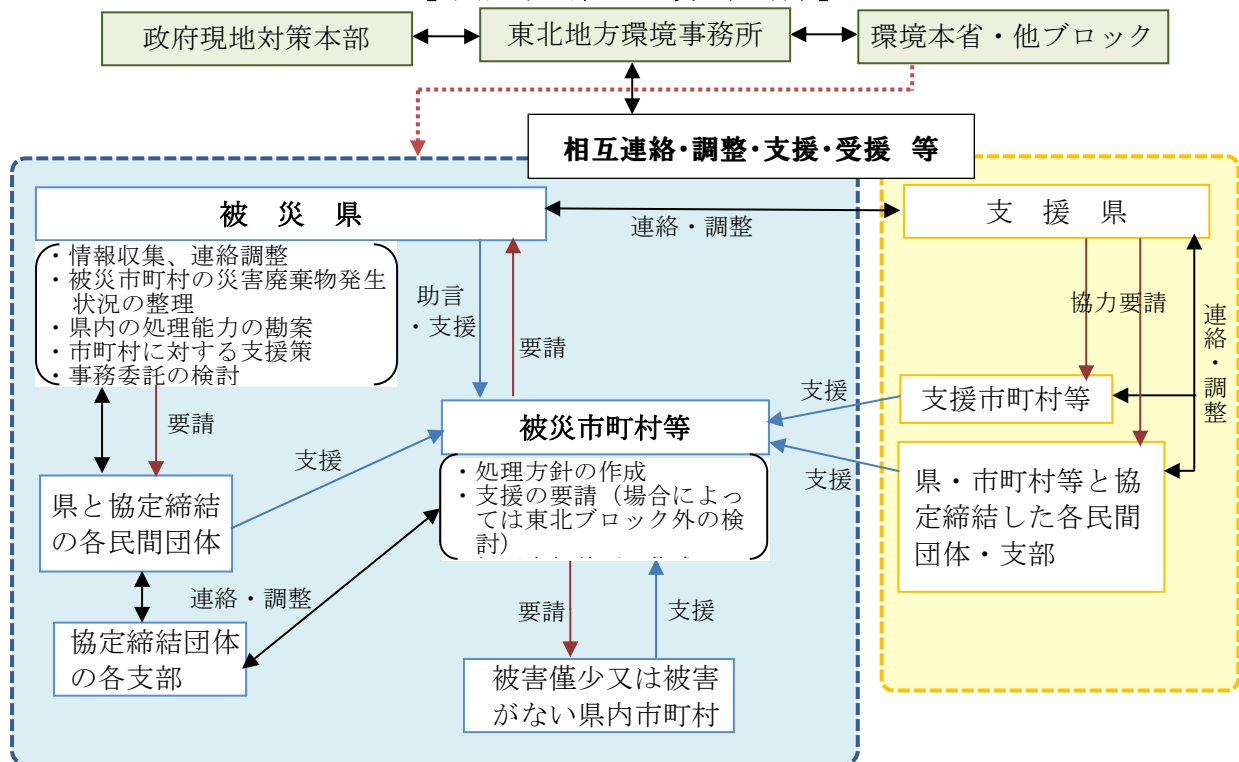 政府現地対策本部
東北地方環境事務所
環境本省・他ブロック
相互連絡・調整・支援・受援 等
被 災 県
連絡・調整
支 援 県
・情報収集、連絡調整
・被災市町村の災害廃棄物発生
状況の整理
・県内の処理能力の勘案
・市町村に対する支援策
・事務委託の検討
助言
・支援
要請
協力要請
連絡・調整
要請
支援
被災市町村等
支援
支援市町村等
・処理方針の作成
・支援の要請（場合によっ
ては東北ブロック外の検
討）
支援
県・市町村等と協
定締結した各民間
団体・支部
県と協定締結
の各民間団体
連絡・調整
要請
支援
協定締結団体
の各支部
被害僅少又は被害
がない県内市町村